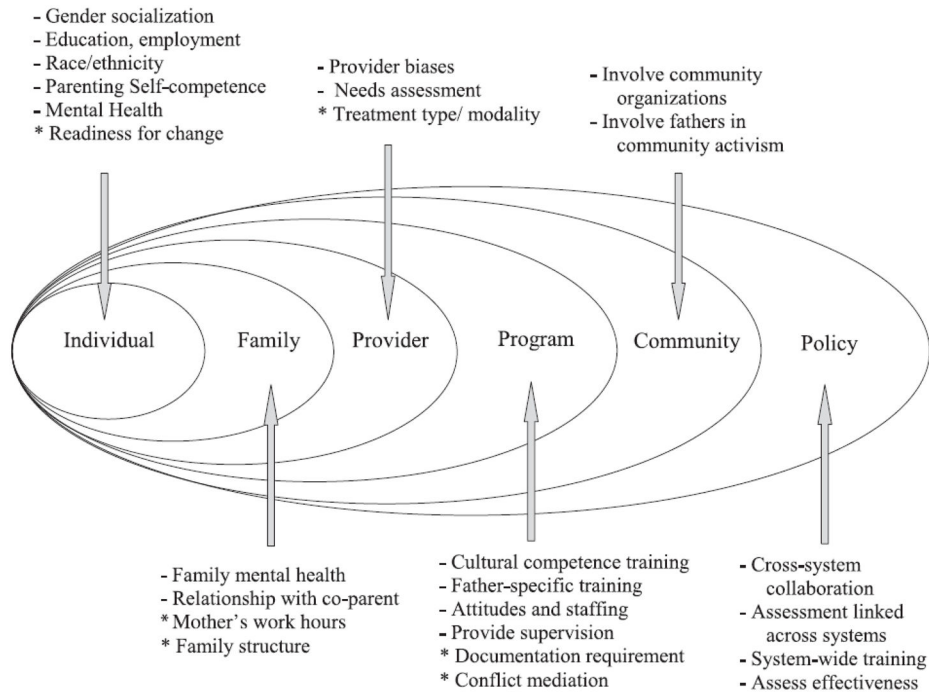 - Gender socialization
- Education, employment
- Race/ethnicity
- Parenting Self-competence
- Mental Health
* Readiness for change
- Provider biases
- Needs assessment
* Treatment type/ modality
- Involve community
organizations
- Involve fathers in
community activism
Individual
Family
Provider
Program
Community
Policy
- Family mental health
- Relationship with co-parent
* Mother's work hours
* Family structure
- Cultural competence training
- Father-specific training
- Attitudes and staffing
- Provide supervision
* Documentation requirement
* Conflict mediation
- Cross-system
collaboration
- Assessment linked
across systems
- System-wide training
- Assess effectiveness